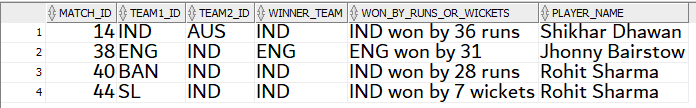 MATCH_ID TEAM1_ID TEAM2_ID WINNER_TEAM WON_BY_RUNS_OR_WICKETS PLAYER_NAME
1 14 IND AUS IND IND won by 36 runs Shikhar Dhawan
2 38 ENG IND ENG ENG won by 31 Jhonny Bairstow
3 40 BAN IND IND IND won by 28 runs Rohit Sharma
4 44 SL IND IND IND won by 7 wickets Rohit Sharma